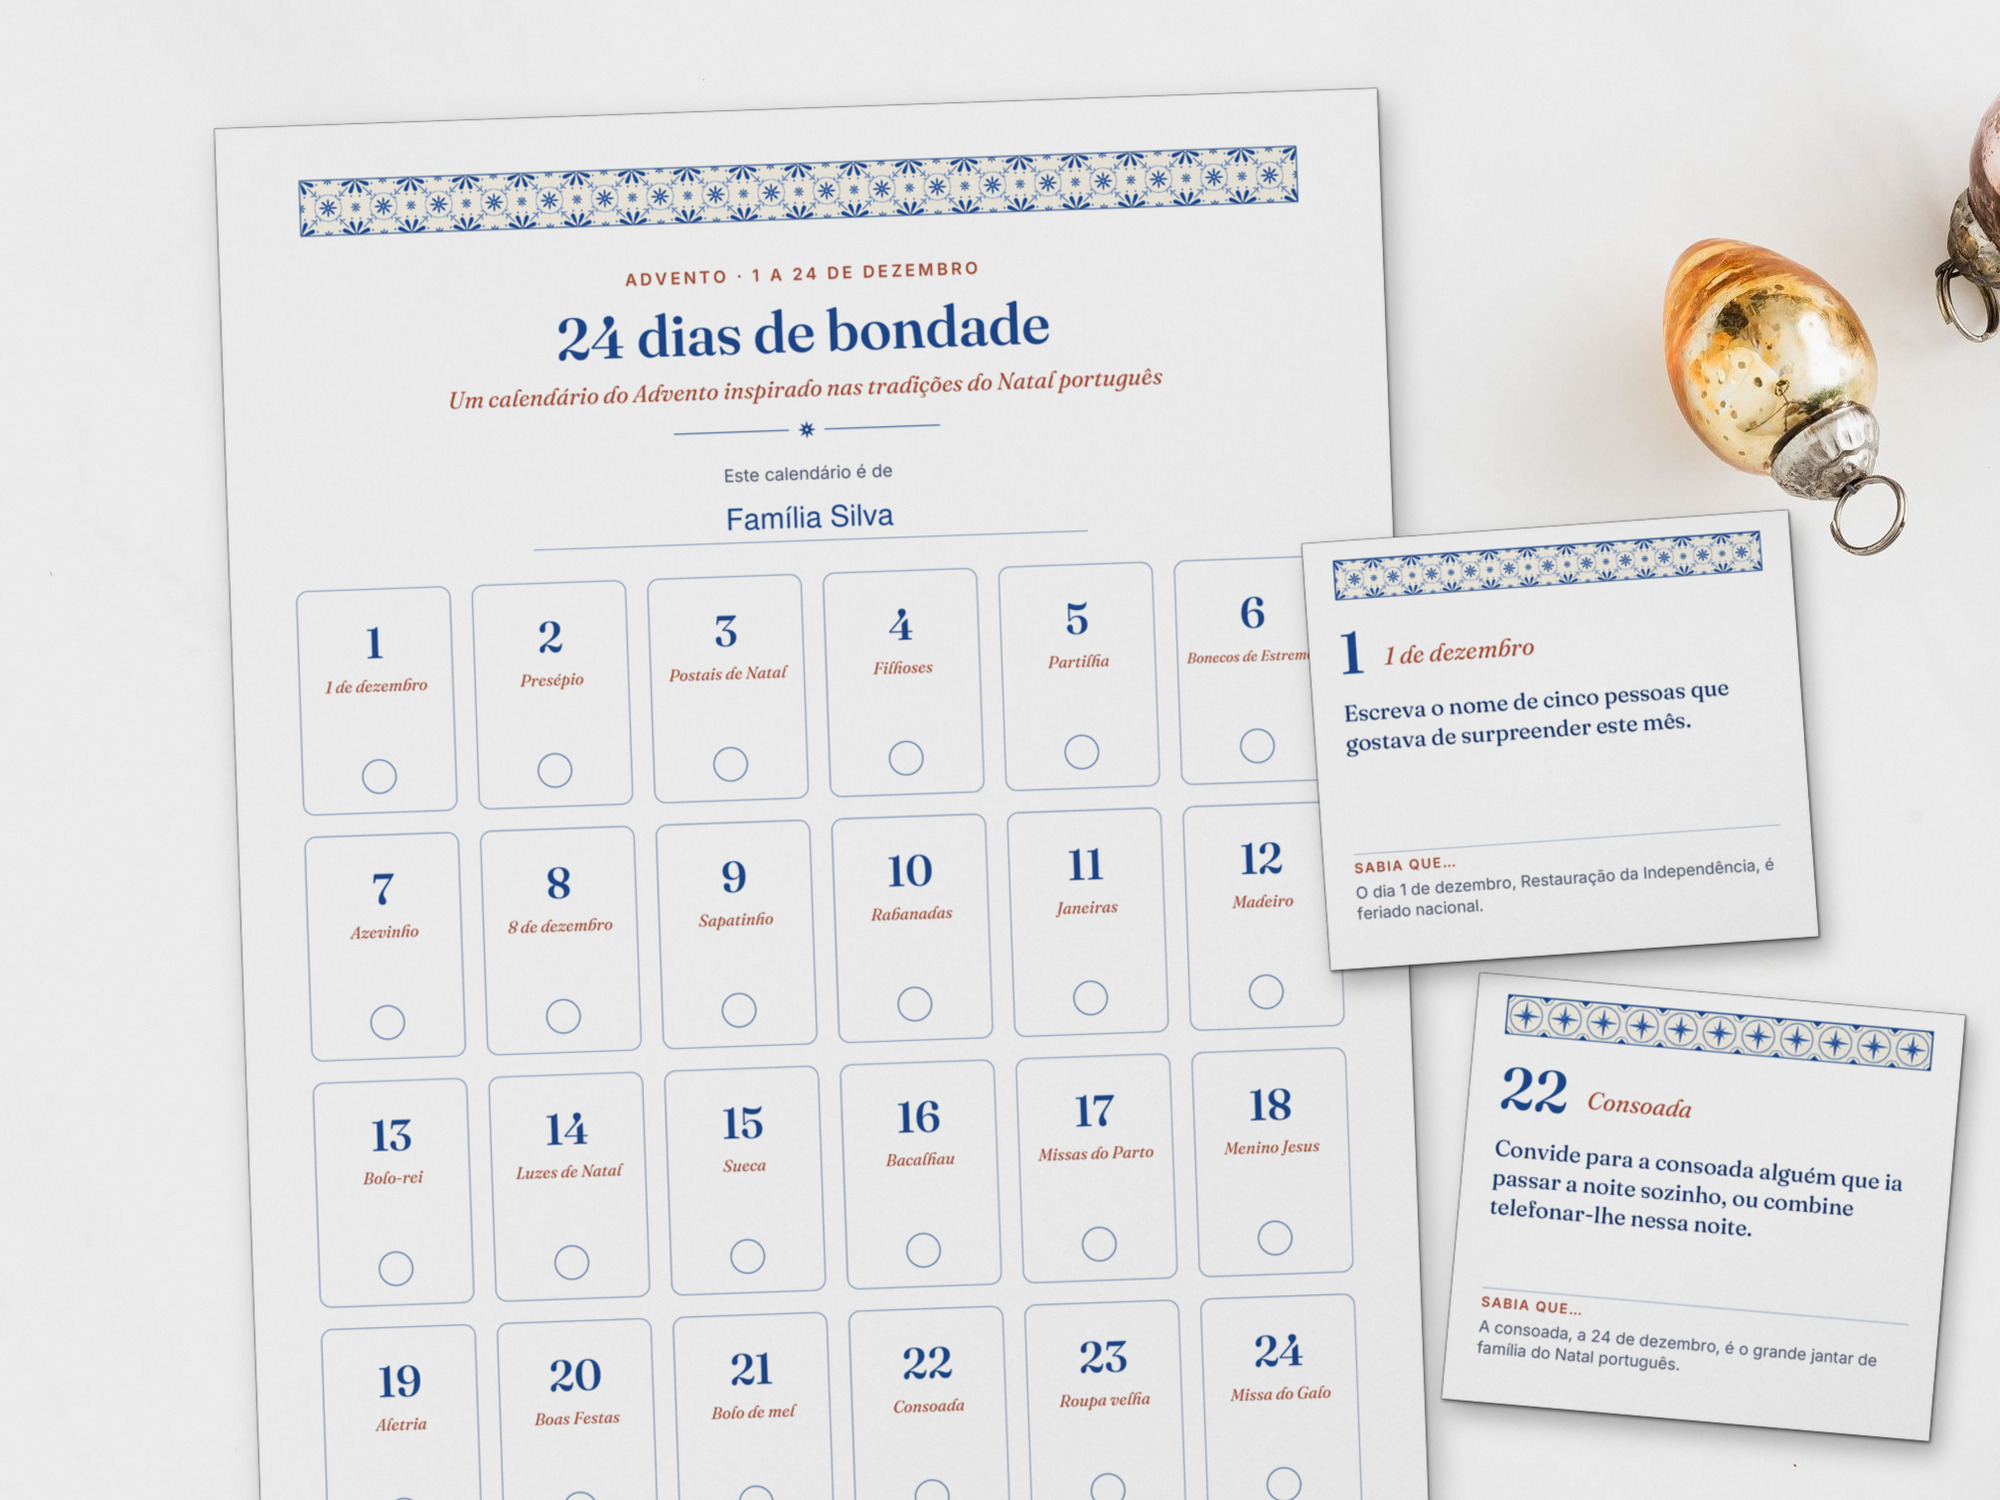 ADVENTO · 1 A 24 DE DEZEMBRO
24 dias de bondade
Um calendário do Advento inspirado nas tradições do Natal português
Este calendário é de
Família Silva
1
1 de dezembro
2
Presépio
3
Postais de Natal
4
Filhoses
5
Partilha
6
Bonecos de
7
Azevinho
8
8 de dezembro
9
Sapatinho
10
Rabanadas
11
Janeiras
12
Madeiro
13
Bolo-rei
14
Luzes de Natal
15
Sueca
16
Bacalhau
17
Missas do Parto
18
Menino Jesus
19
Aletria
20
Boas Festas
21
Bolo de mel
22
Consoada
23
Roupa velha
24
Missa do Galo
1 1 de dezembro
Escreva o nome de cinco pessoas que
gostava de surpreender este mês.
SABIA QUE...
O dia 1 de dezembro, Restauração da Independência, é
feriado nacional.
22 Consoada
Convide para a consoada alguém que ia
passar a noite sozinho, ou combine
telefonar-lhe nessa noite.
SABIA QUE...
A consoada, a 24 de dezembro, é o grande jantar de
família do Natal português.